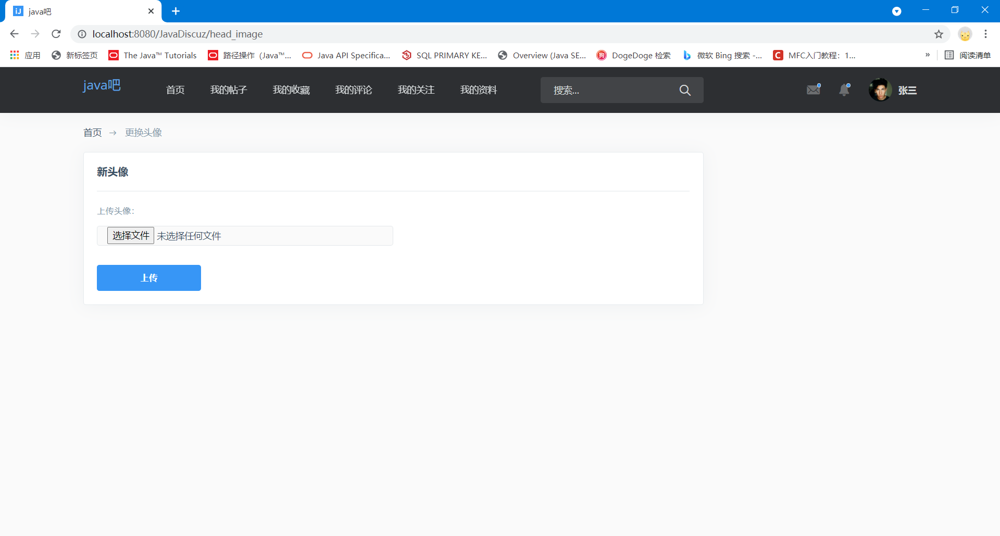 java吧
localhost:8080/JavaDiscuz/head_image
应用 新标签页 The Java™ Tutorials 路径操作（Java™... Java API Specifica... SQL PRIMARY KE... Overview (Java SE... DogeDoge 检索 微软 Bing 搜索 -... MFC入门教程：1... » 阅读清单
java吧 首页 我的帖子 我的收藏 我的评论 我的关注 我的资料 搜索... 张三
首页 → 更换头像
新头像
上传头像：
选择文件 未选择任何文件
上传